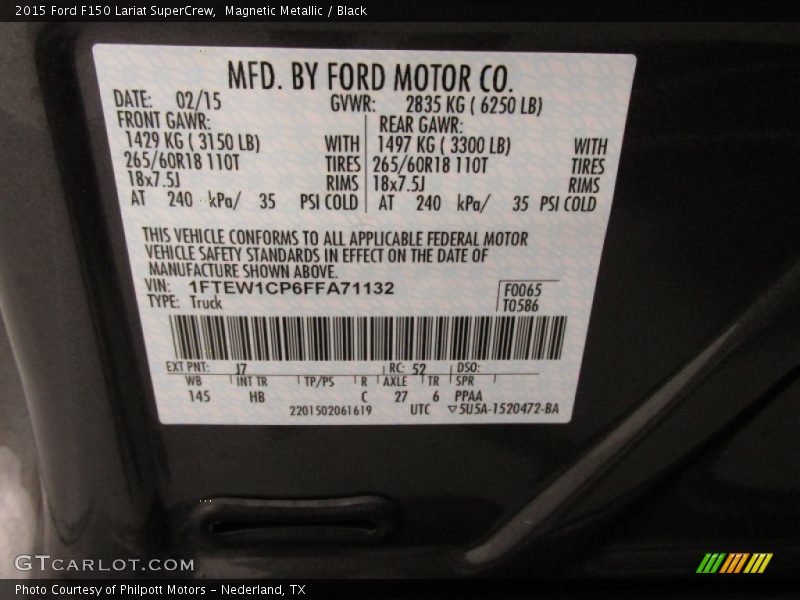 2015 Ford F150 Lariat SuperCrew,  Magnetic Metallic / Black
MFD. BY FORD MOTOR CO.
DATE: 02/15 GVWR: 2835 KG ( 6250 LB)
FRONT GAWR: REAR GAWR:
1429 KG ( 3150 LB) WITH 1497 KG ( 3300 LB) WITH
265/60R18 110T TIRES 265/60R18 110T TIRES
18x7.5J RIMS 18x7.5J RIMS
AT 240 kPa/ 35 PSI COLD AT 240 kPa/ 35 PSI COLD
THIS VEHICLE CONFORMS TO ALL APPLICABLE FEDERAL MOTOR
VEHICLE SAFETY STANDARDS IN EFFECT ON THE DATE OF
MANUFACTURE SHOWN ABOVE.
VIN: 1FTEW1CP6FFA71132 F0065
TYPE: Truck T0586
EXT PNT: J7 RC: 52 DSO:
WB INT TR TP/PS R AXLE TR SPR
145 HB C 27 6 PPAA
2201502061619 UTC ▽5U5A-1520472-BA
GTCARLOT.COM
Photo Courtesy of Philpott Motors – Nederland, TX